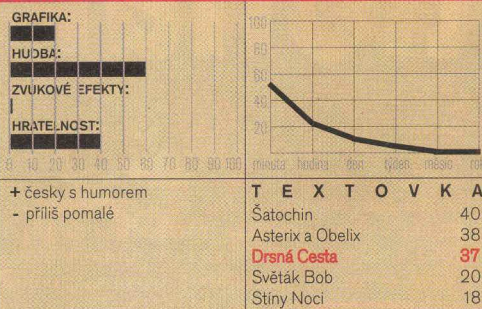 GRAFIKA:
HUDBA:
ZVUKOVÉ EFEKTY:
HRATELNOST:
0 10 20 30 40 50 60 70 80 90 100
100
80
60
40
20
minuta hodina den týden měsíc rok
+ česky s humorem
- příliš pomalé
TEXTOVKA
Šatochin 40
Asterix a Obelix 38
Drsná Cesta 37
Světák Bob 20
Stíny Noci 18